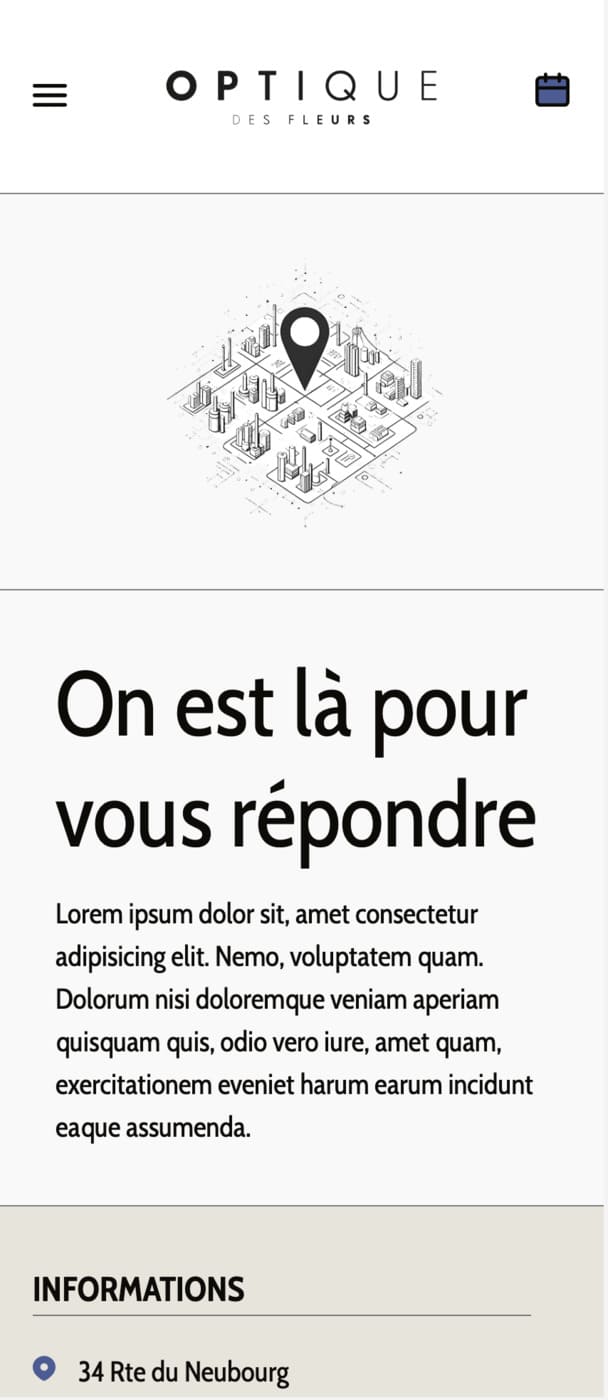 OPTIQUE
DES FLEURS
On est là pour
vous répondre
Lorem ipsum dolor sit, amet consectetur
adipisicing elit. Nemo, voluptatem quam.
Dolorum nisi doloremque veniam aperiam
quisquam quis, odio vero iure, amet quam,
exercitationem eveniet harum earum incidunt
eaque assumenda.
INFORMATIONS
34 Rte du Neubourg